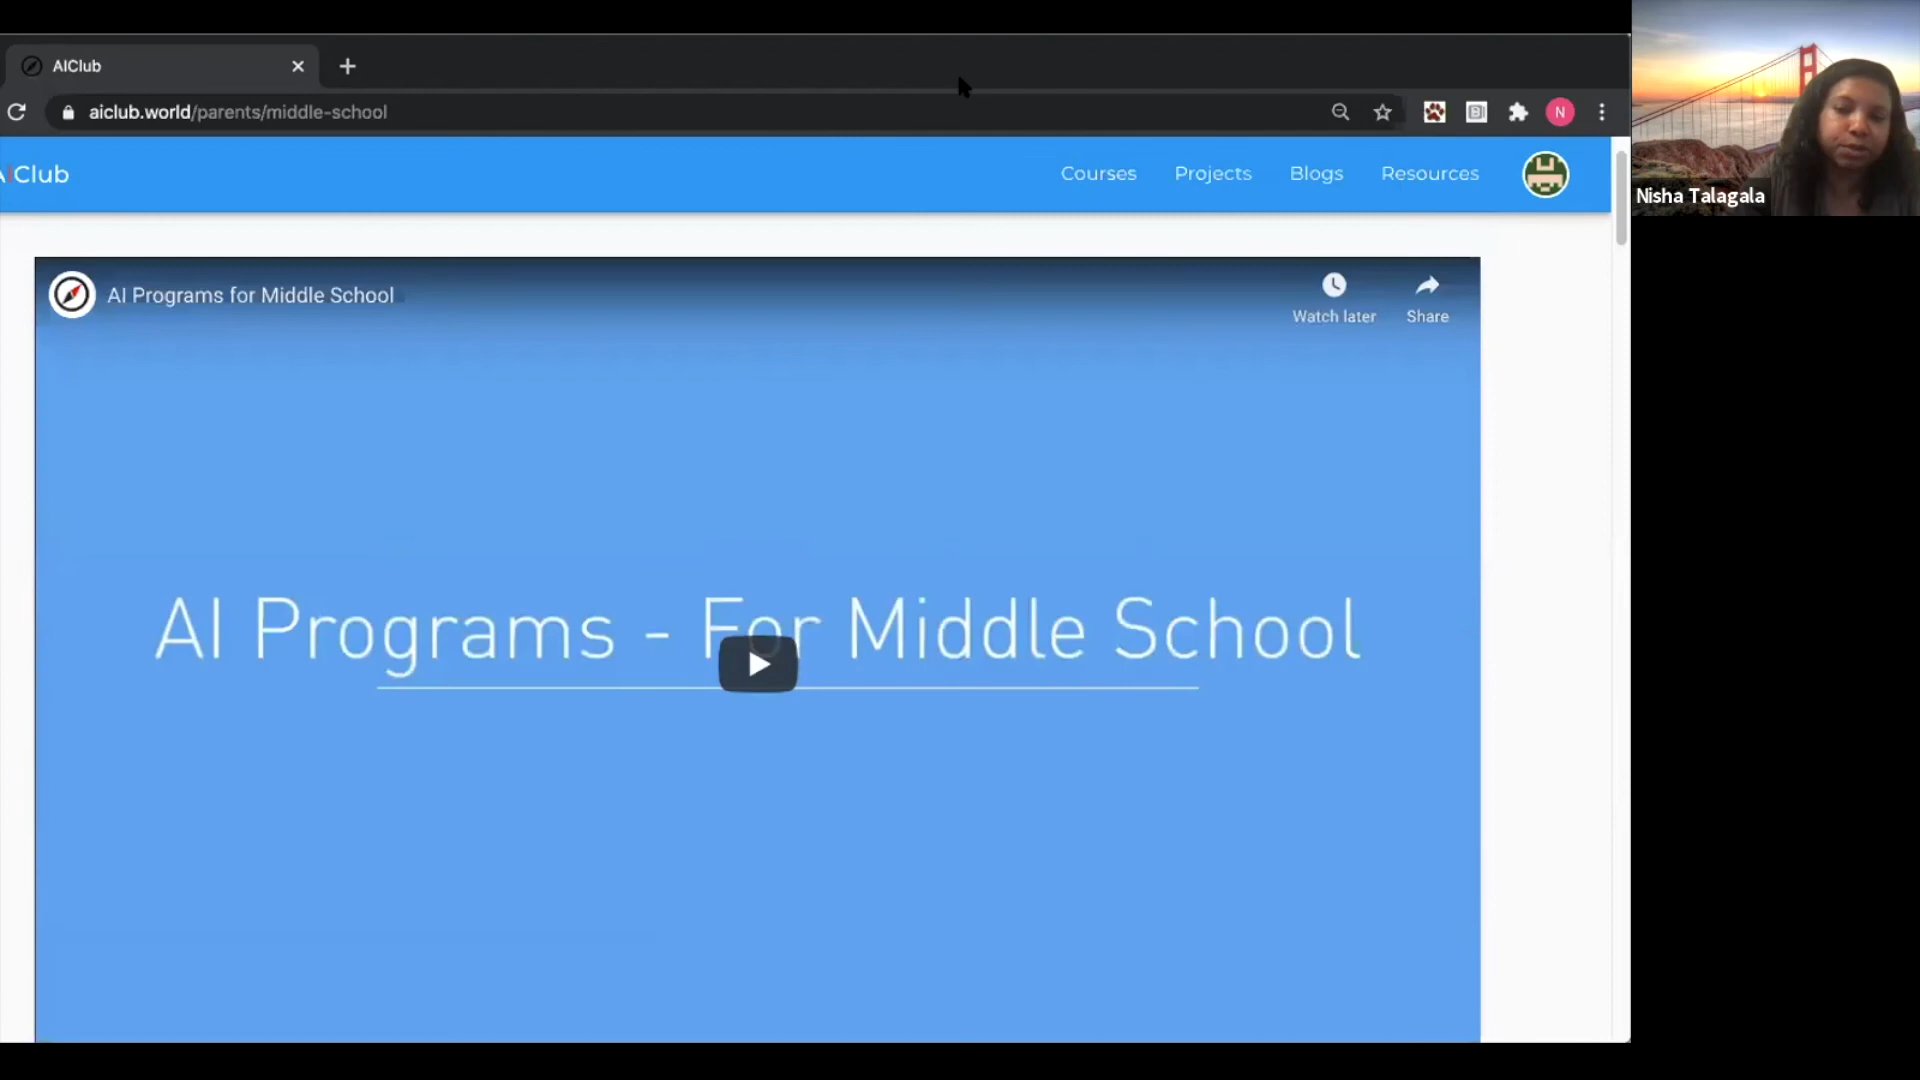 AIClub
aiclub.world/parents/middle-school
N
AIClub
Courses
Projects
Blogs
Resources
Nisha Talagala
AI Programs for Middle School
Watch later
Share
AI Programs - For Middle School